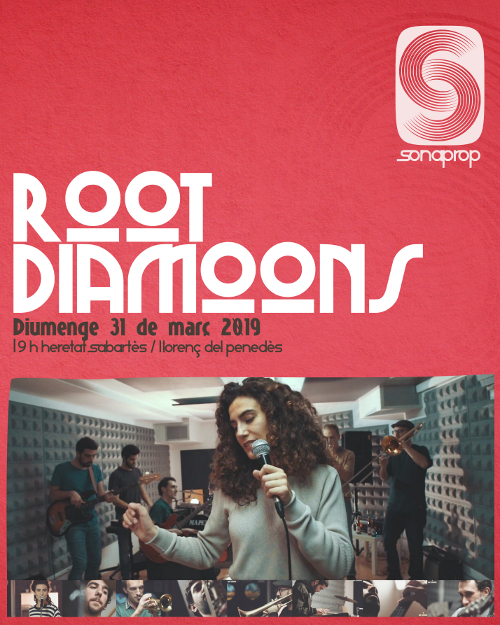 sonaprop
ROOT
DIAMOONS
Diumenge 31 de març 2019
19 h heretat sabartès / llorenç del penedès